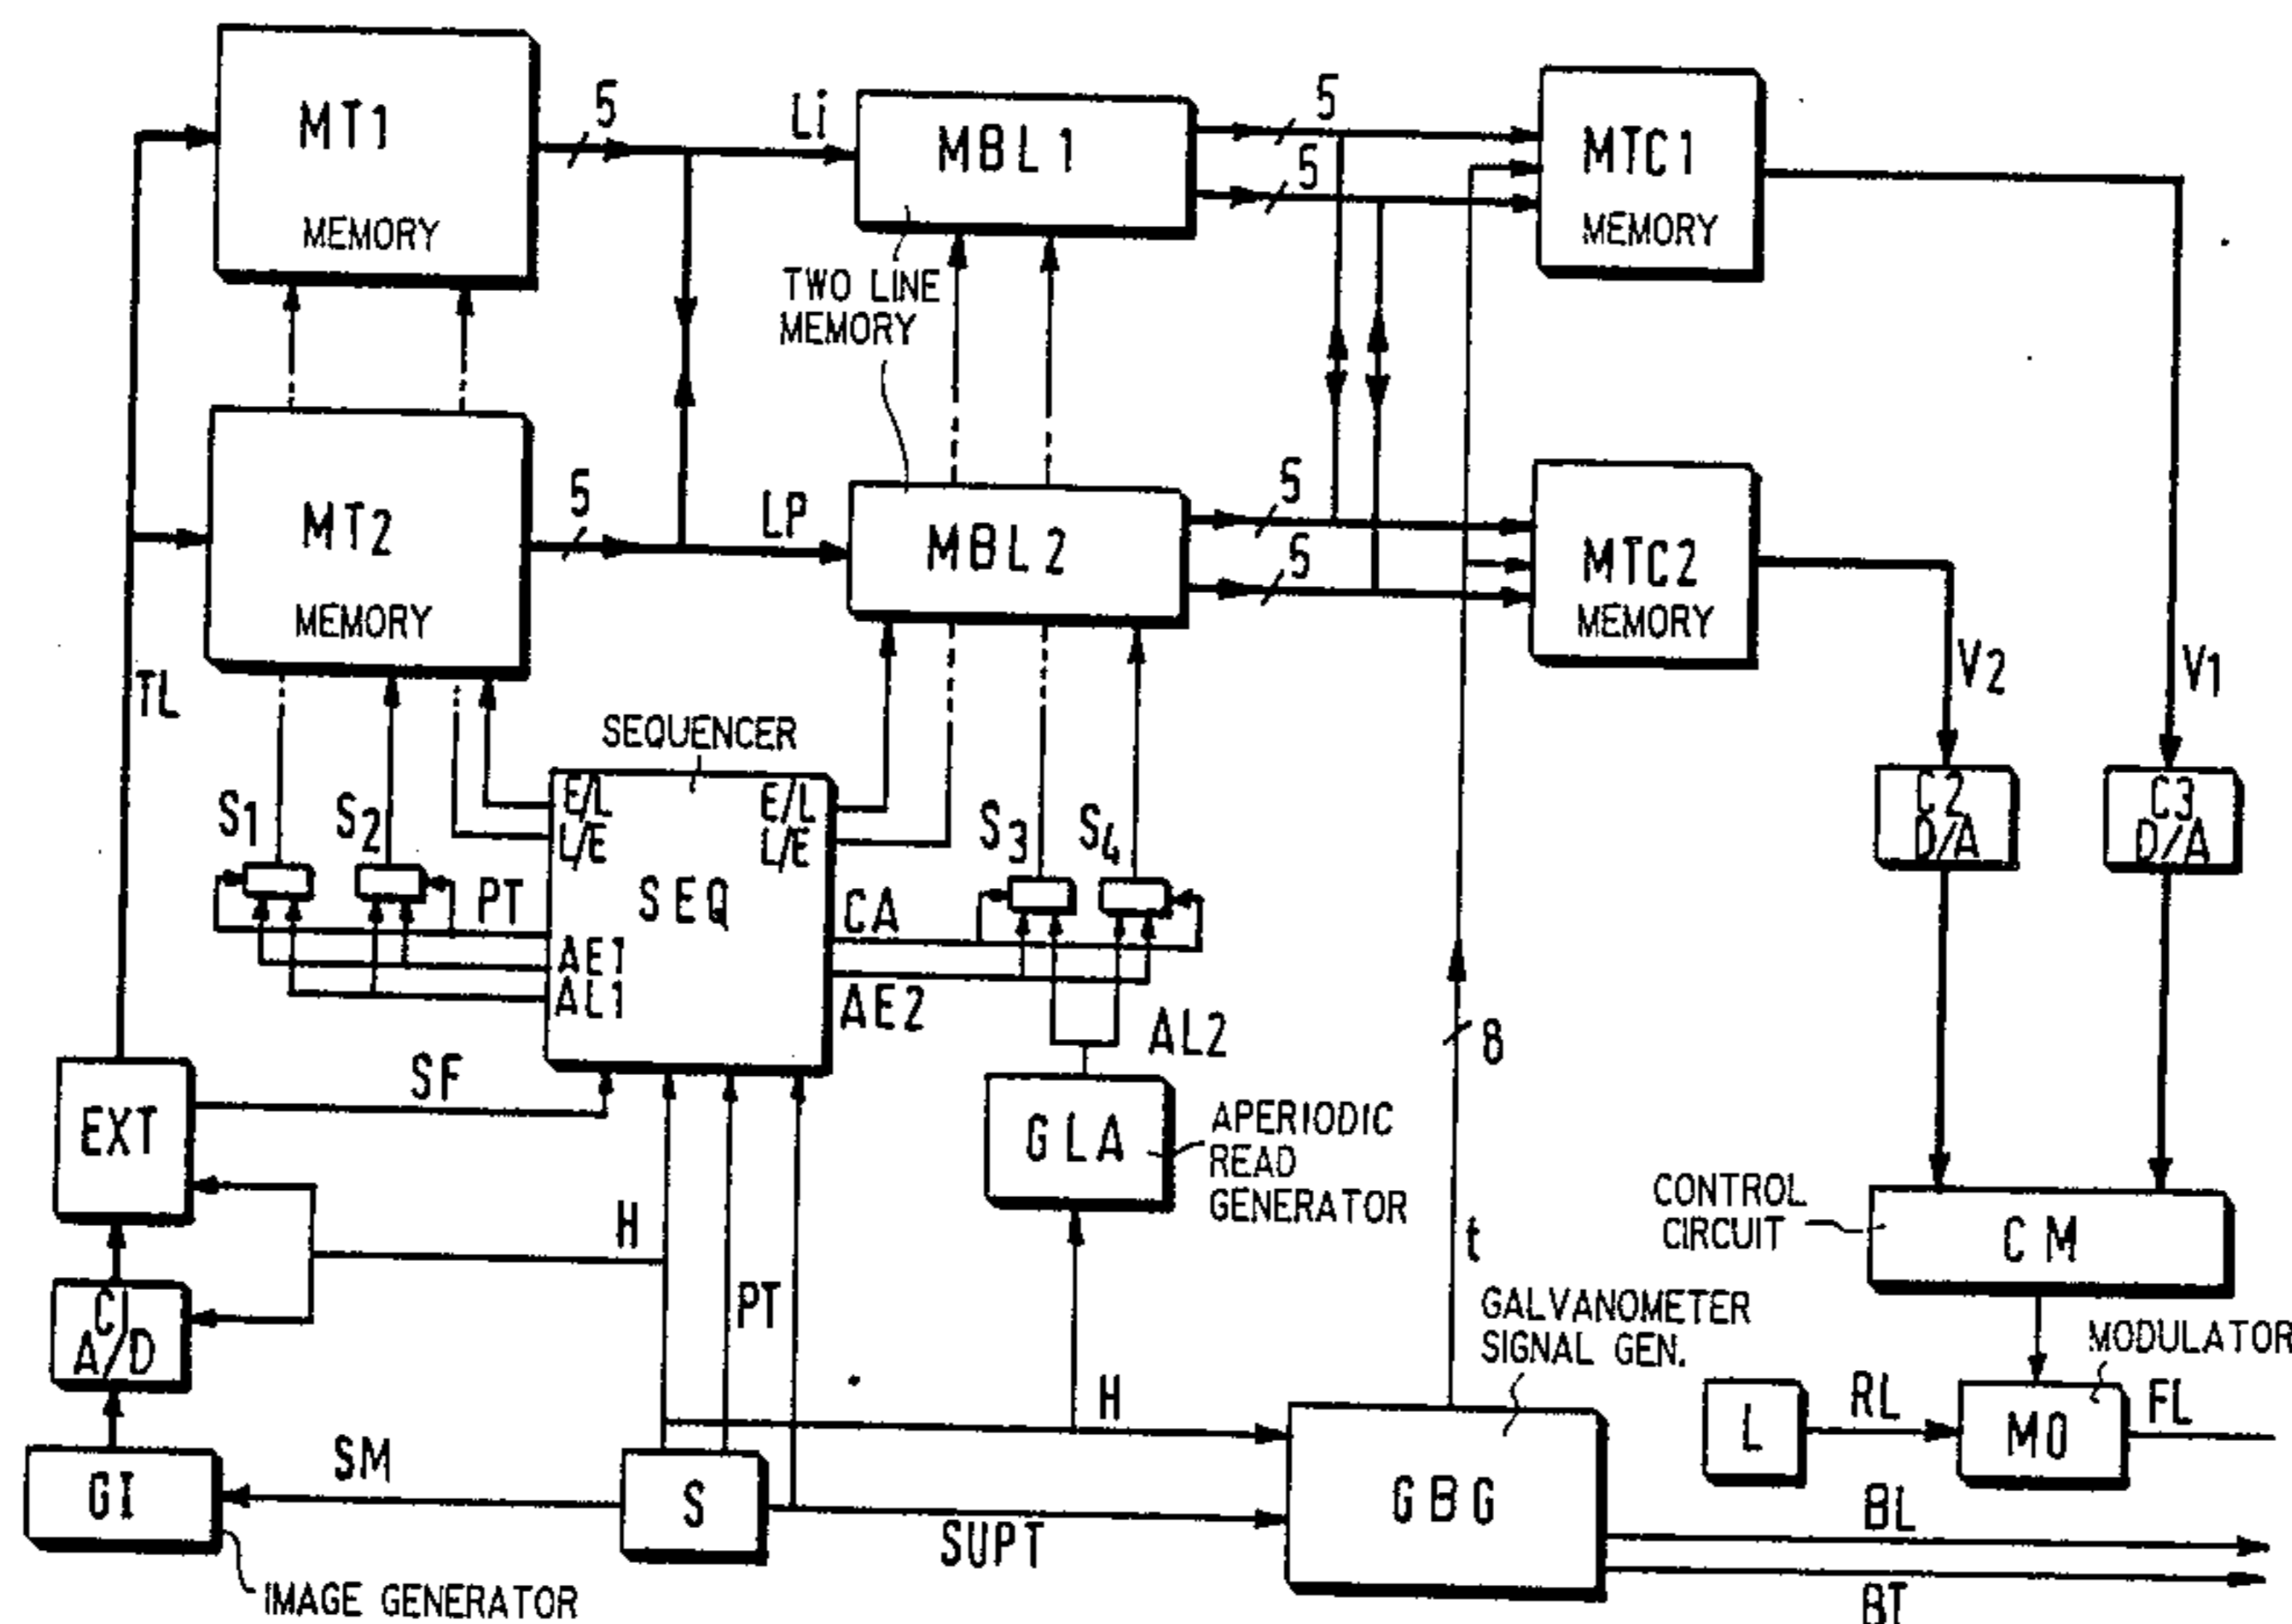 MT1
MEMORY
5
Li
MBL1
5
5
MTC1
MEMORY
TWO LINE
MEMORY
MT2
MEMORY
5
LP
MBL2
5
5
MTC2
MEMORY
TL
V2
V1
SEQUENCER
E/L
L/E
E/L
L/E
SEQ
S1
S2
S3
S4
C2
D/A
C3
D/A
PT
AE1
AL1
CA
AE2
AL2
8
EXT
SF
GLA
APERIODIC
READ
GENERATOR
CONTROL
CIRCUIT
CM
H
t
PT
C1
A/D
GALVANOMETER
SIGNAL GEN.
MODULATOR
H
L
RL
MO
FL
GI
SM
S
SUPT
GBG
BL
BT
IMAGE GENERATOR